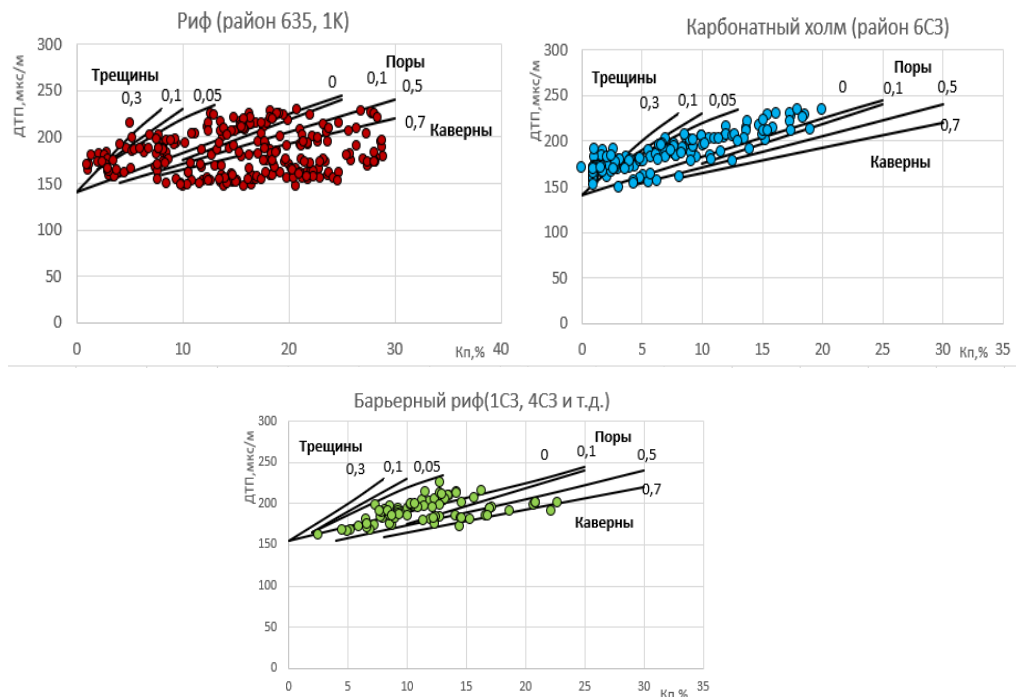 Риф (район 635, 1К)
ДТП,мкс/м
300
250
200
150
100
50
0
0 10 20 30 40
Кп,%
Трещины
0,3 0,1 0,05
0 0,1 0,5
0,7
Поры
Каверны
Карбонатный холм (район 6С3)
ДТП,мкс/м
300
250
200
150
100
50
0
0 5 10 15 20 25 30 35
Кп,%
Трещины
0,3 0,1 0,05
0 0,1 0,5
0,7
Поры
Каверны
Барьерный риф(1С3, 4С3 и т.д.)
ДТП,мкс/м
300
250
200
150
100
50
0
0 5 10 15 20 25 30 35
Кп,%
Трещины
0,3 0,1 0,05
0 0,1 0,5
0,7
Поры
Каверны